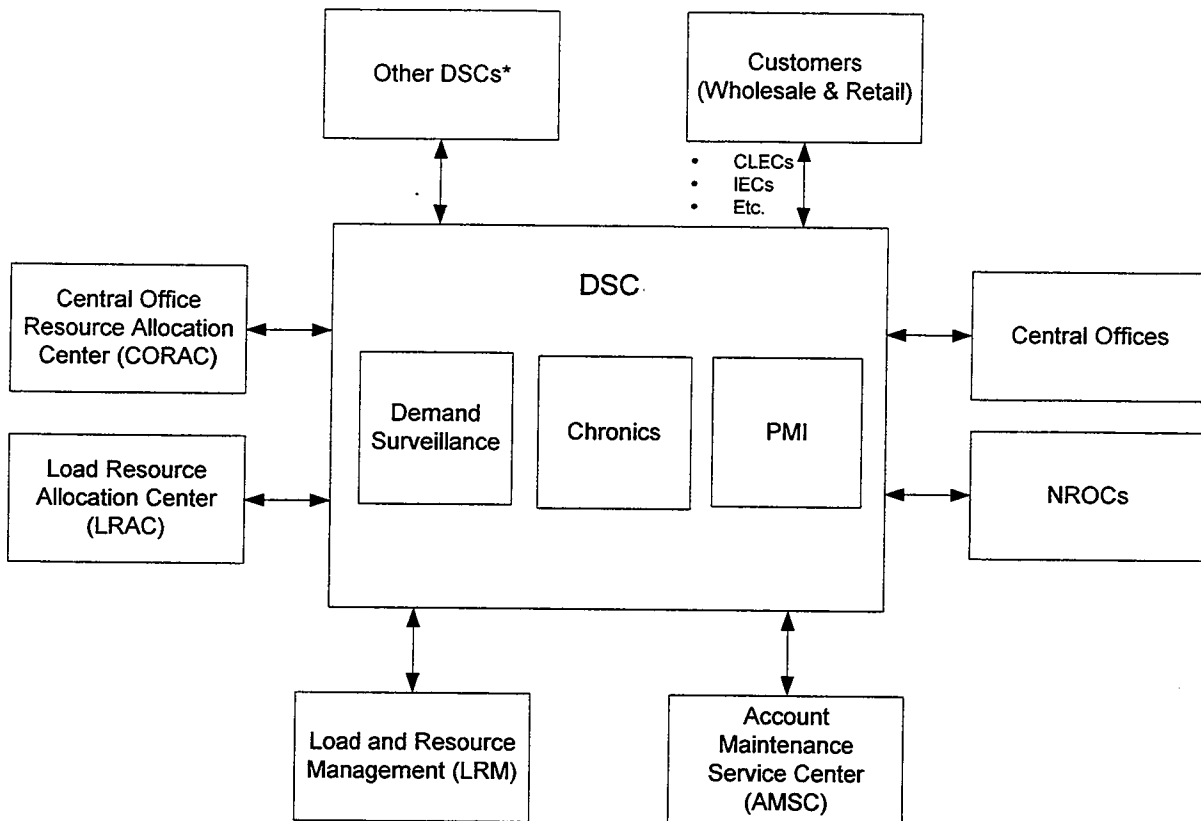 Other DSCs*
Customers
(Wholesale & Retail)
• CLECs
• IECs
• Etc.
DSC
Central Office
Resource Allocation
Center (CORAC)
Central Offices
Demand
Surveillance
Chronics
PMI
Load Resource
Allocation Center
(LRAC)
NROCs
Load and Resource
Management (LRM)
Account
Maintenance
Service Center
(AMSC)